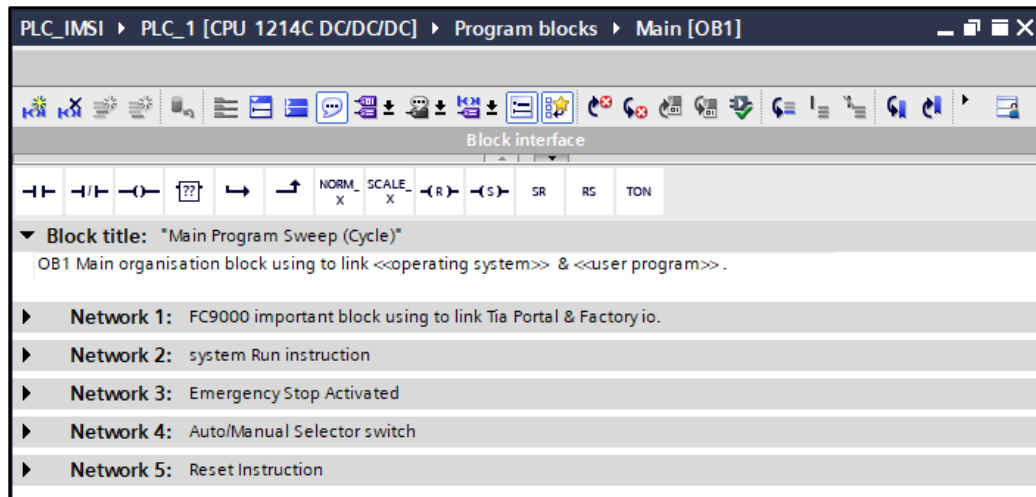 PLC_IMSI ▸ PLC_1 [CPU 1214C DC/DC/DC] ▸ Program blocks ▸ Main [OB1]
Block interface
?? NORM_X SCALE_X R S SR RS TON
Block title: "Main Program Sweep (Cycle)"
OB1 Main organisation block using to link <<operating system>> & <<user program>>.
Network 1: FC9000 important block using to link Tia Portal & Factory io.
Network 2: system Run instruction
Network 3: Emergency Stop Activated
Network 4: Auto/Manual Selector switch
Network 5: Reset Instruction